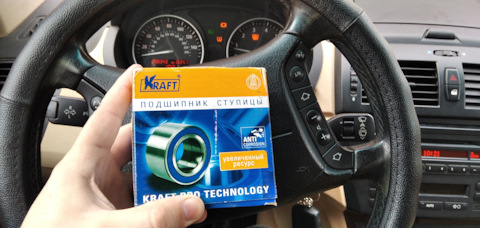 KRAFT
ПОДШИПНИК СТУПИЦЫ
ANTI
CORROSION
увеличенный
ресурс
KRAFT PRO TECHNOLOGY